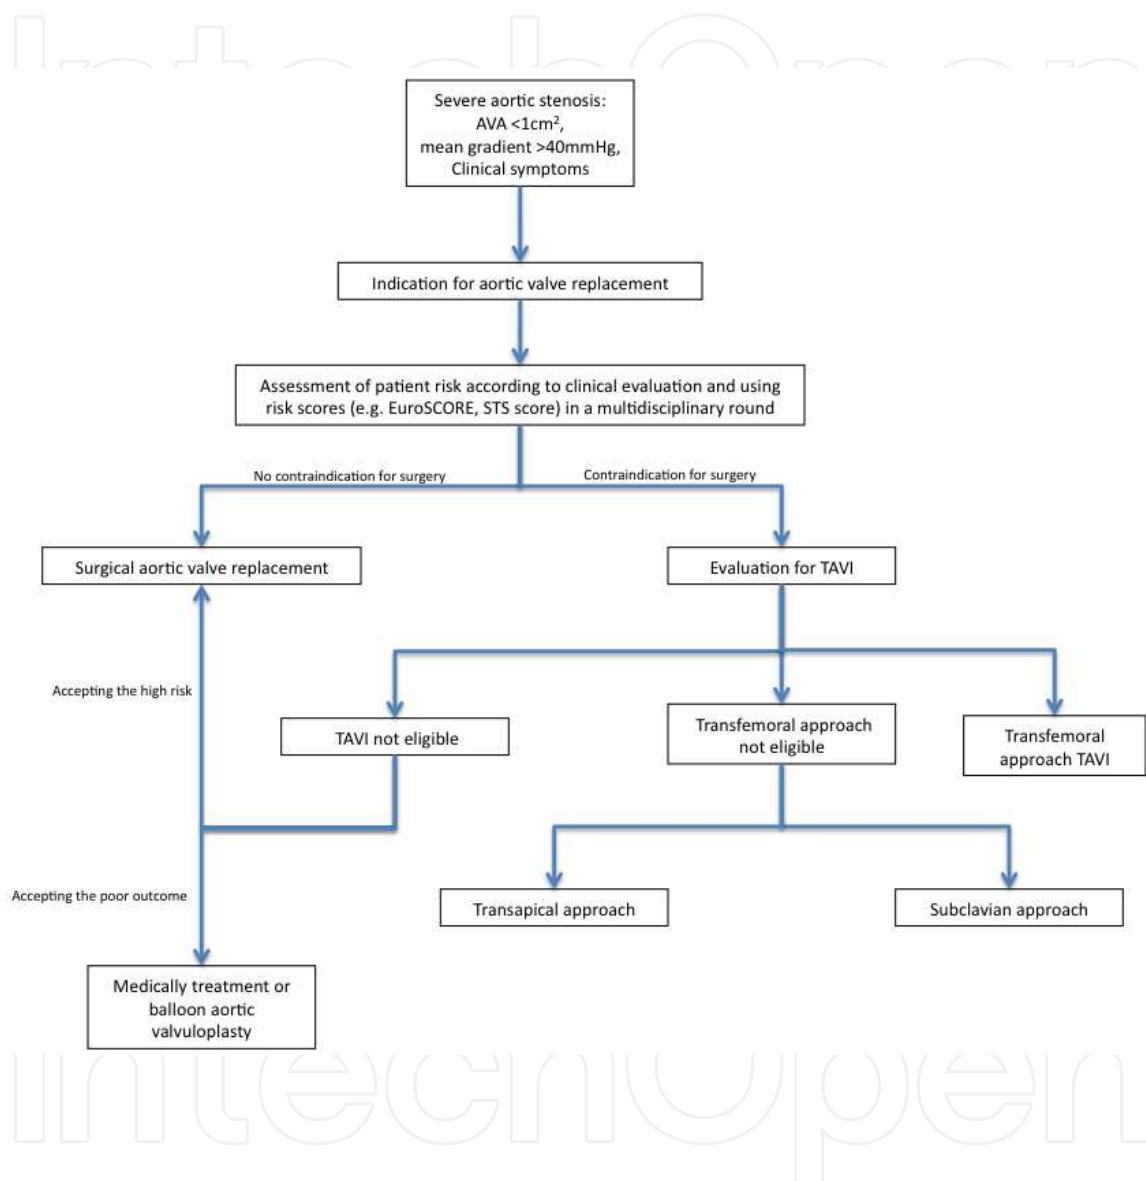 IntechOpen
Severe aortic stenosis:
AVA <1cm²,
mean gradient >40mmHg,
Clinical symptoms
Indication for aortic valve replacement
Assessment of patient risk according to clinical evaluation and using
risk scores (e.g. EuroSCORE, STS score) in a multidisciplinary round
No contraindication for surgery
Contraindication for surgery
Surgical aortic valve replacement
Evaluation for TAVI
Accepting the high risk
TAVI not eligible
Transfemoral approach
not eligible
Transfemoral
approach TAVI
Accepting the poor outcome
Transapical approach
Subclavian approach
Medically treatment or
balloon aortic
valvuloplasty
IntechOpen